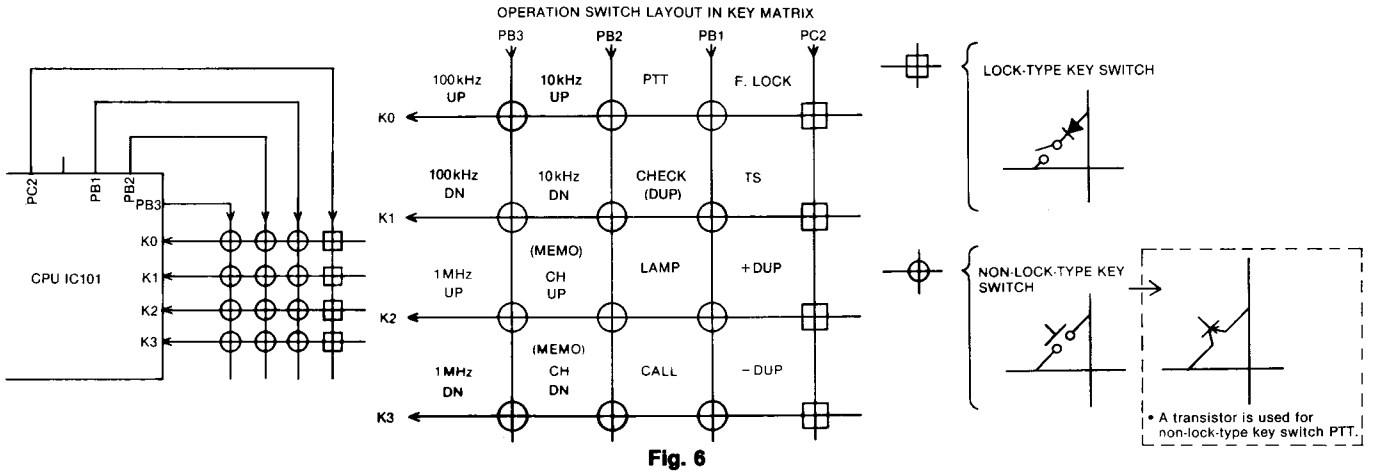 OPERATION SWITCH LAYOUT IN KEY MATRIX
PB3 PB2 PB1 PC2
100kHz UP
10kHz UP
PTT
F. LOCK
K0
100kHz DN
10kHz DN
CHECK (DUP)
TS
K1
1MHz UP
(MEMO) CH UP
LAMP
+DUP
K2
1MHz DN
(MEMO) CH DN
CALL
-DUP
K3
PC2
PB1
PB2
PB3
K0
K1
K2
K3
CPU IC101
LOCK-TYPE KEY SWITCH
NON-LOCK-TYPE KEY
SWITCH
• A transistor is used for
non-lock-type key switch PTT.
Fig. 6